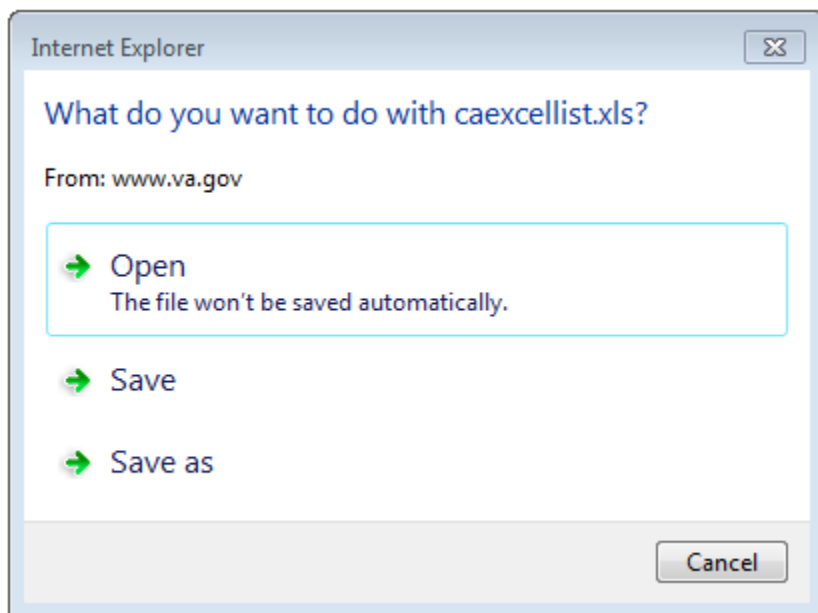 Internet Explorer
What do you want to do with caexcellist.xls?
From: www.va.gov
Open
The file won't be saved automatically.
Save
Save as
Cancel